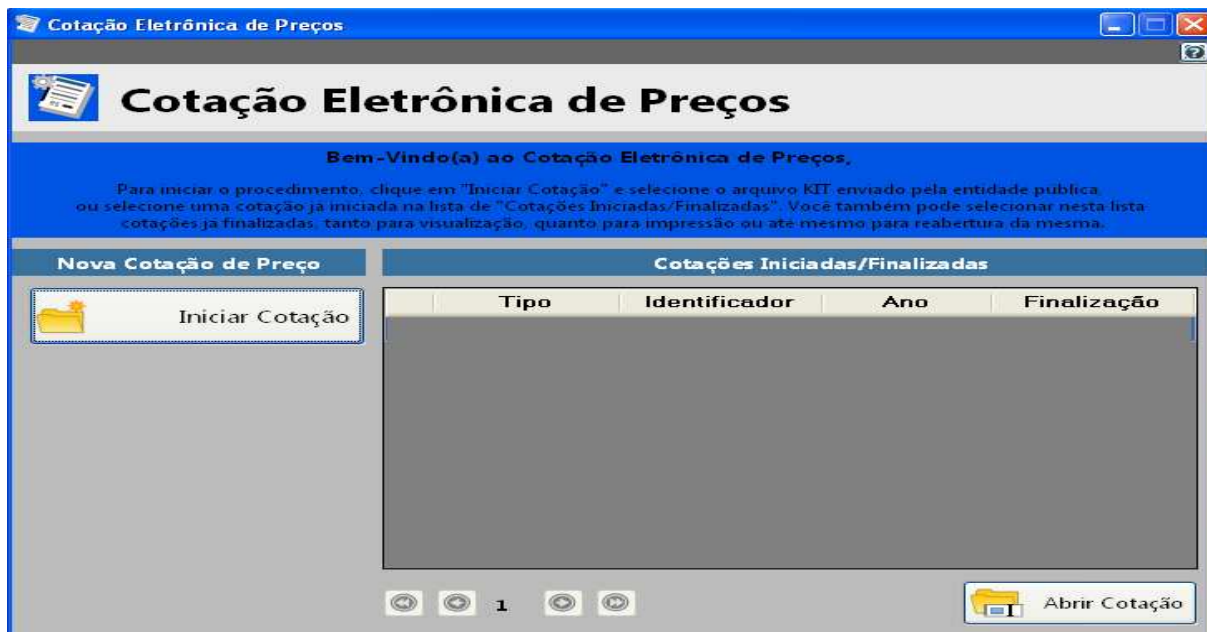 Cotação Eletrônica de Preços
Cotação Eletrônica de Preços
Bem-Vindo(a) ao Cotação Eletrônica de Preços,
Para iniciar o procedimento, clique em "Iniciar Cotação" e selecione o arquivo KIT enviado pela entidade pública,
ou selecione uma cotação já iniciada na lista de "Cotações Iniciadas/Finalizadas". Você também pode selecionar nesta lista
cotações já finalizadas, tanto para visualização, quanto para impressão ou até mesmo para reabertura da mesma.
Nova Cotação de Preço
Cotações Iniciadas/Finalizadas
Iniciar Cotação
Tipo Identificador Ano Finalização
1
Abrir Cotação